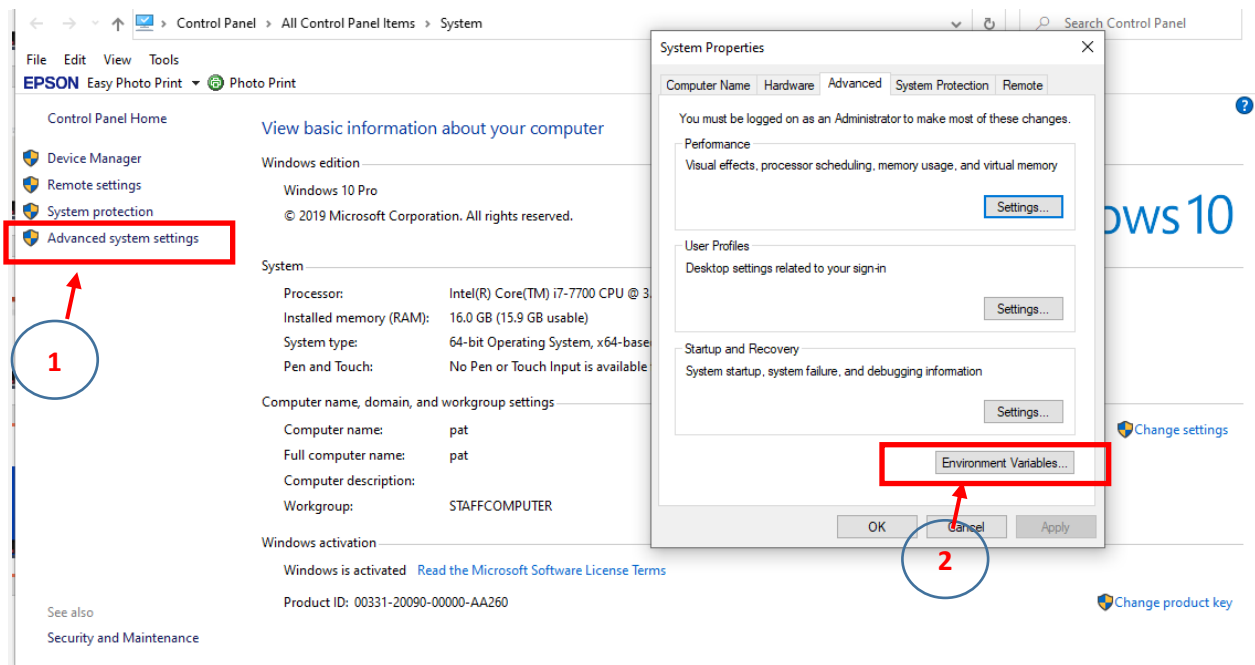 Control Panel > All Control Panel Items > System
Search Control Panel
File Edit View Tools
EPSON Easy Photo Print Photo Print
Control Panel Home
Device Manager
Remote settings
System protection
Advanced system settings
1
See also
Security and Maintenance
View basic information about your computer
Windows edition
Windows 10 Pro
© 2019 Microsoft Corporation. All rights reserved.
System
Processor: Intel(R) Core(TM) i7-7700 CPU @ 3.
Installed memory (RAM): 16.0 GB (15.9 GB usable)
System type: 64-bit Operating System, x64-base
Pen and Touch: No Pen or Touch Input is available
Computer name, domain, and workgroup settings
Computer name: pat
Full computer name: pat
Computer description:
Workgroup: STAFFCOMPUTER
Windows activation
Windows is activated Read the Microsoft Software License Terms
Product ID: 00331-20090-00000-AA260
System Properties
Computer Name Hardware Advanced System Protection Remote
You must be logged on as an Administrator to make most of these changes.
Performance
Visual effects, processor scheduling, memory usage, and virtual memory
Settings...
User Profiles
Desktop settings related to your sign-in
Settings...
Startup and Recovery
System startup, system failure, and debugging information
Settings...
Environment Variables...
OK Cancel Apply
2
?
ows 10
Change settings
Change product key